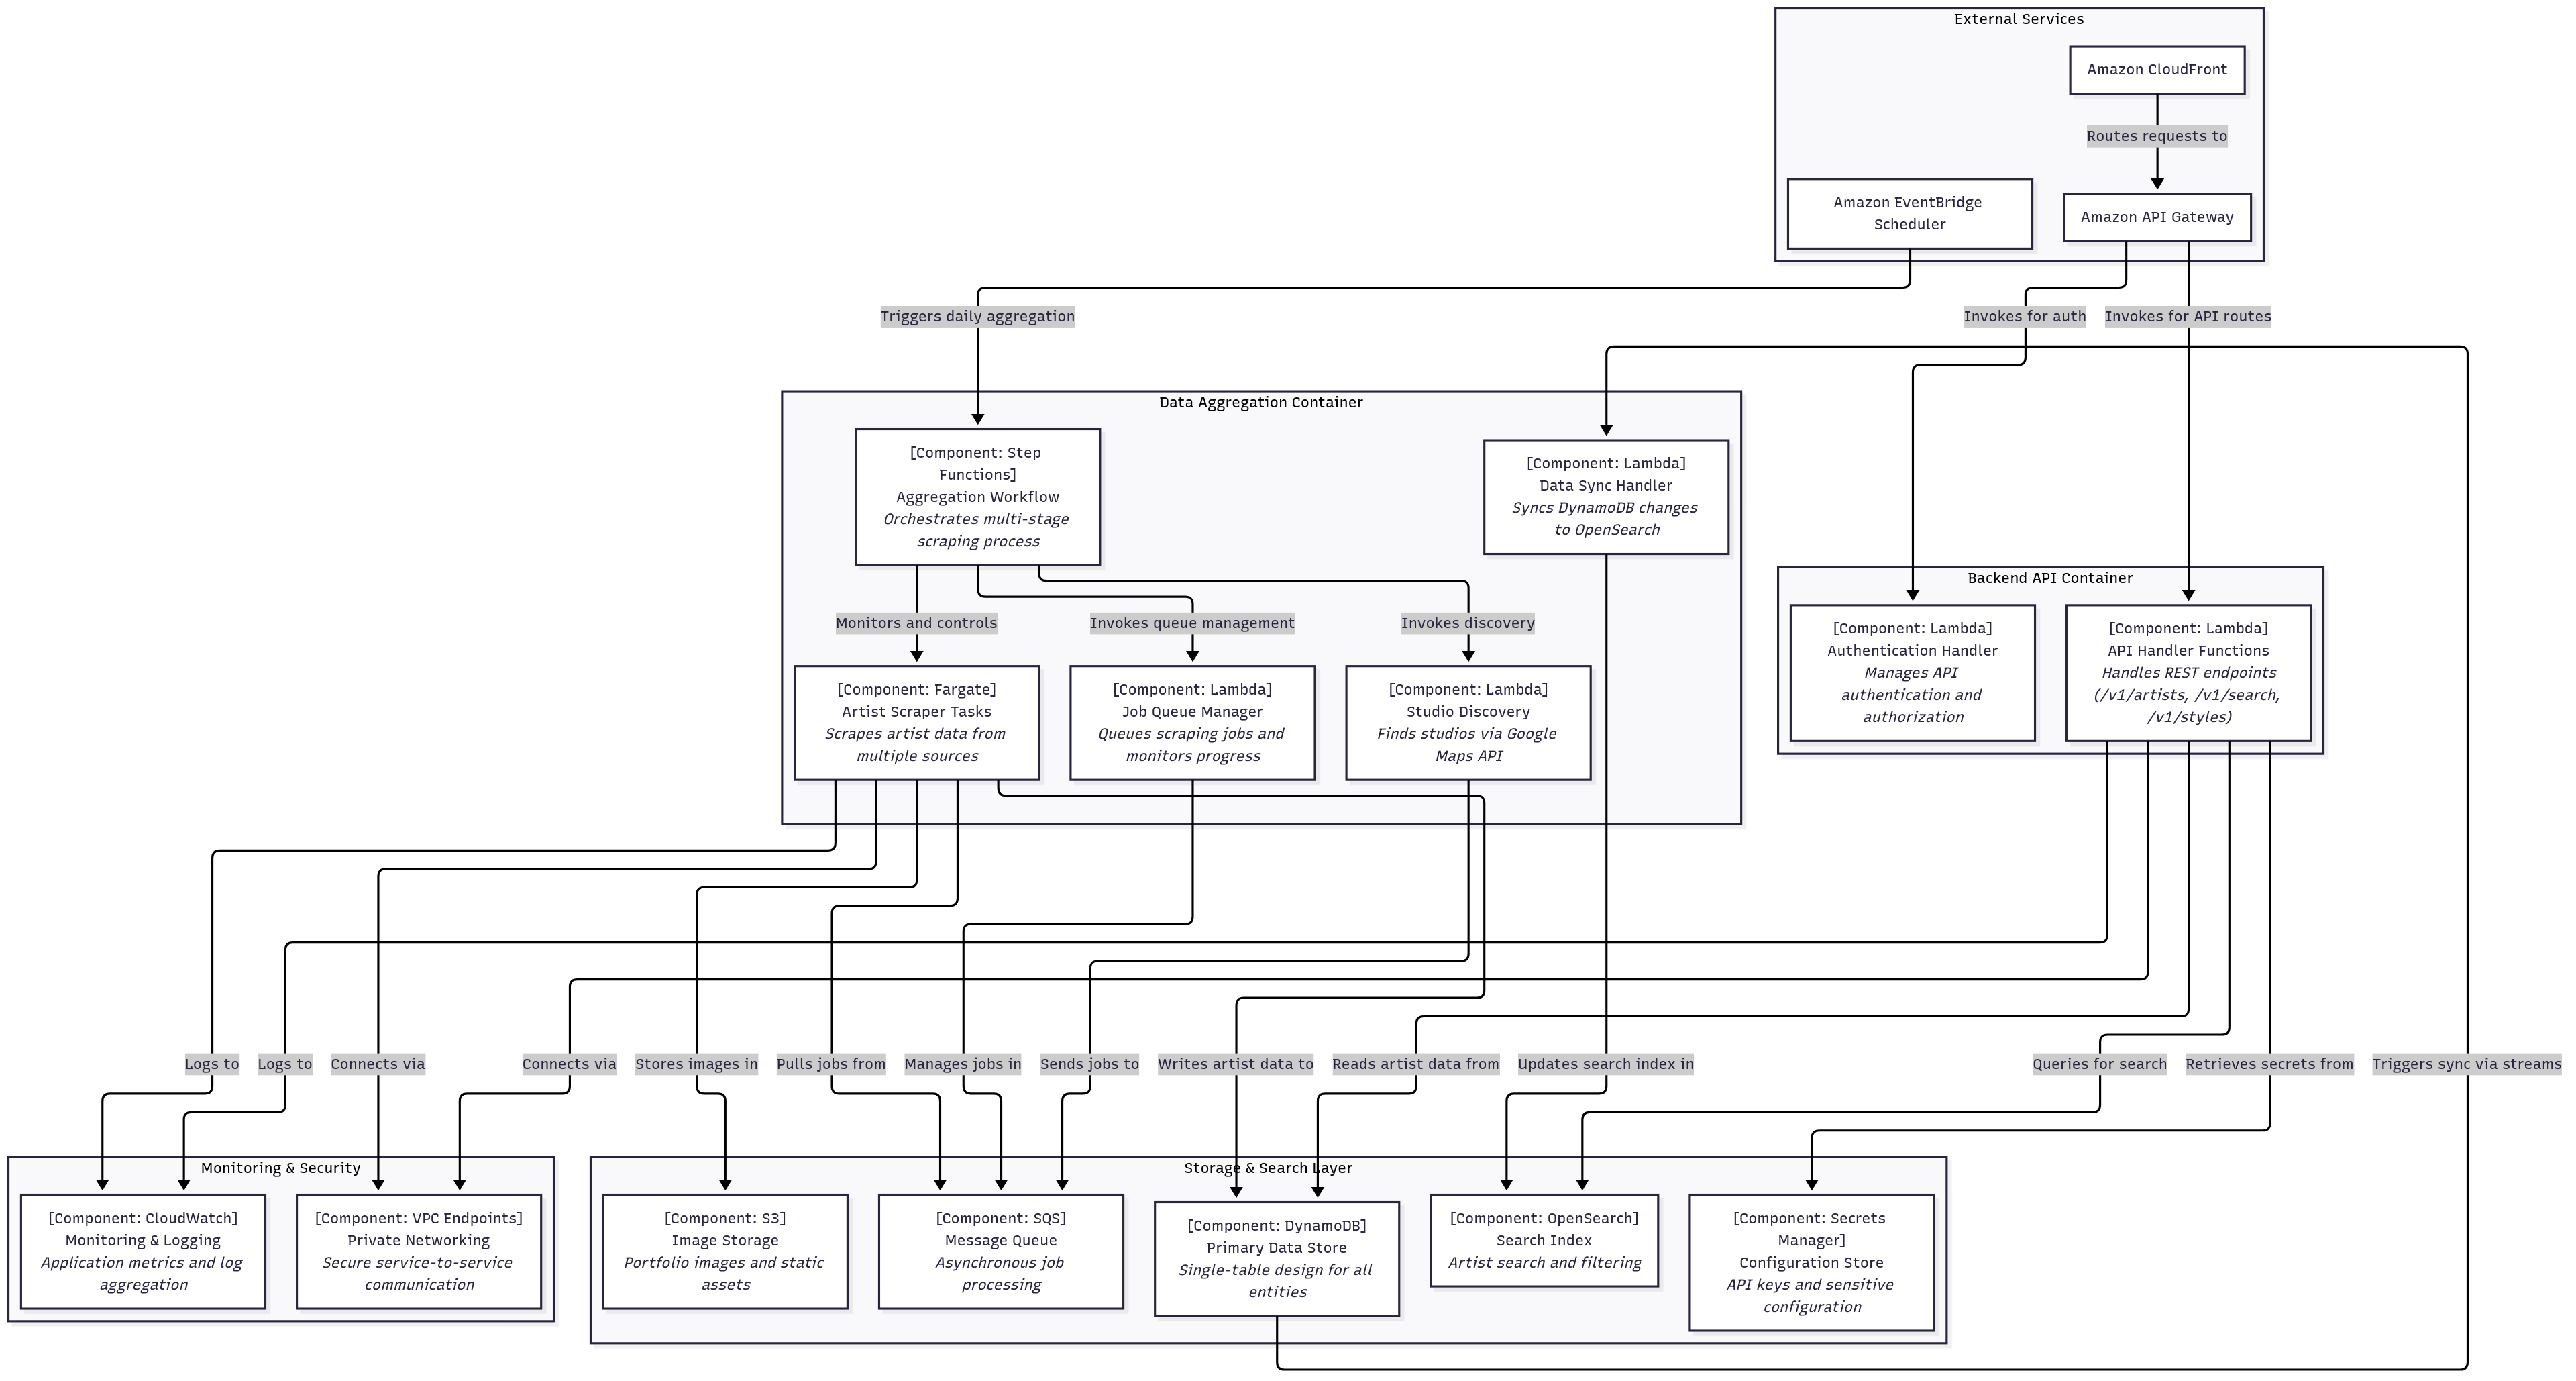 External Services
Amazon CloudFront
Routes requests to
Amazon EventBridge
Scheduler
Amazon API Gateway
Triggers daily aggregation
Invokes for auth
Invokes for API routes
Data Aggregation Container
[Component: Step
Functions]
Aggregation Workflow
Orchestrates multi-stage
scraping process
[Component: Lambda]
Data Sync Handler
Syncs DynamoDB changes
to OpenSearch
Monitors and controls
Invokes queue management
Invokes discovery
[Component: Fargate]
Artist Scraper Tasks
Scrapes artist data from
multiple sources
[Component: Lambda]
Job Queue Manager
Queues scraping jobs and
monitors progress
[Component: Lambda]
Studio Discovery
Finds studios via Google
Maps API
Backend API Container
[Component: Lambda]
Authentication Handler
Manages API
authentication and
authorization
[Component: Lambda]
API Handler Functions
Handles REST endpoints
(/v1/artists, /v1/search,
/v1/styles)
Logs to
Logs to
Connects via
Connects via
Stores images in
Pulls jobs from
Manages jobs in
Sends jobs to
Writes artist data to
Reads artist data from
Updates search index in
Queries for search
Retrieves secrets from
Triggers sync via streams
Monitoring & Security
[Component: CloudWatch]
Monitoring & Logging
Application metrics and log
aggregation
[Component: VPC Endpoints]
Private Networking
Secure service-to-service
communication
Storage & Search Layer
[Component: S3]
Image Storage
Portfolio images and static
assets
[Component: SQS]
Message Queue
Asynchronous job
processing
[Component: DynamoDB]
Primary Data Store
Single-table design for all
entities
[Component: OpenSearch]
Search Index
Artist search and filtering
[Component: Secrets
Manager]
Configuration Store
API keys and sensitive
configuration